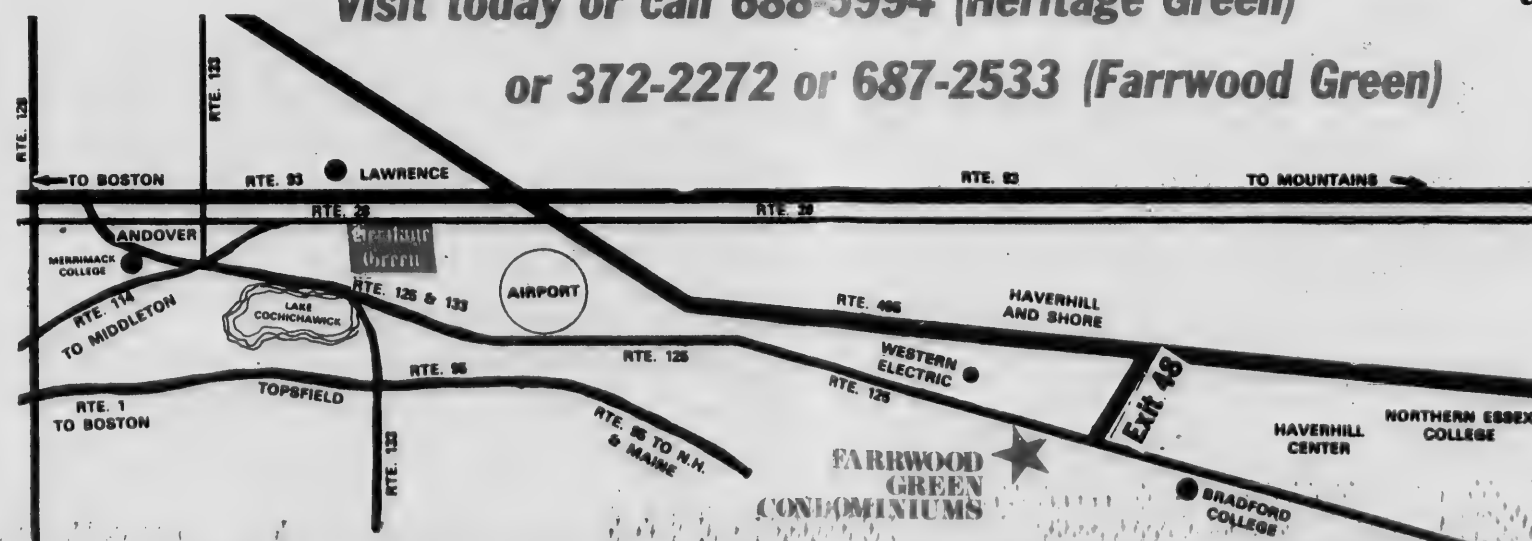 Visit today or call 688-5994 (Heritage Green)
or 372-2272 or 687-2533 (Farrwood Green)
RTE. 128
RTE. 133
TO BOSTON
RTE. 93
LAWRENCE
RTE. 93
TO MOUNTAINS
RTE. 28
RTE. 28
ANDOVER
Heritage
Green
MERRIMACK
COLLEGE
RTE. 114
TO MIDDLETON
LAKE
COCHICHAWICK
RTE. 125 & 133
AIRPORT
RTE. 495
HAVERHILL
AND SHORE
RTE. 125
WESTERN
ELECTRIC
RTE. 125
Exit 48
RTE. 1
TO BOSTON
TOPSFIELD
RTE. 95
RTE. 133
RTE. 95 TO N.H.
& MAINE
FARRWOOD
GREEN
CONDOMINIUMS
HAVERHILL
CENTER
NORTHERN ESSEX
COLLEGE
BRADFORD
COLLEGE